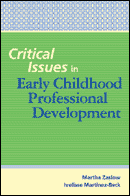 Critical
Issues in
Early Childhood
Professional
Development
Martha Zaslow
Ivelisse Martinez-Beck